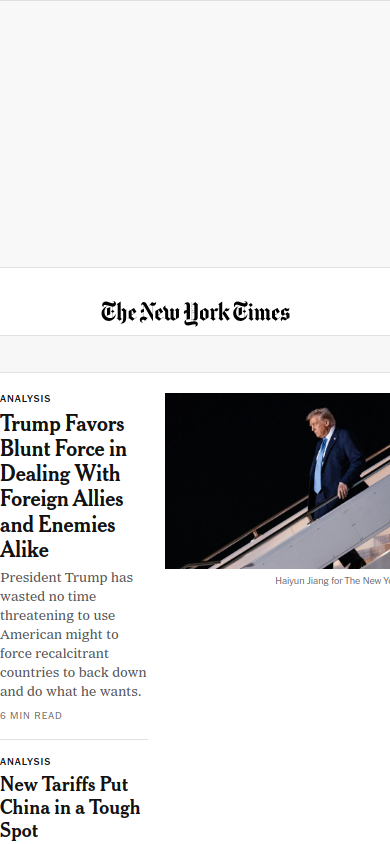 The New York Times
ANALYSIS
Trump Favors
Blunt Force in
Dealing With
Foreign Allies
and Enemies
Alike
President Trump has
wasted no time
threatening to use
American might to
force recalcitrant
countries to back down
and do what he wants.
6 MIN READ
Haiyun Jiang for The New
ANALYSIS
New Tariffs Put
China in a Tough
Spot